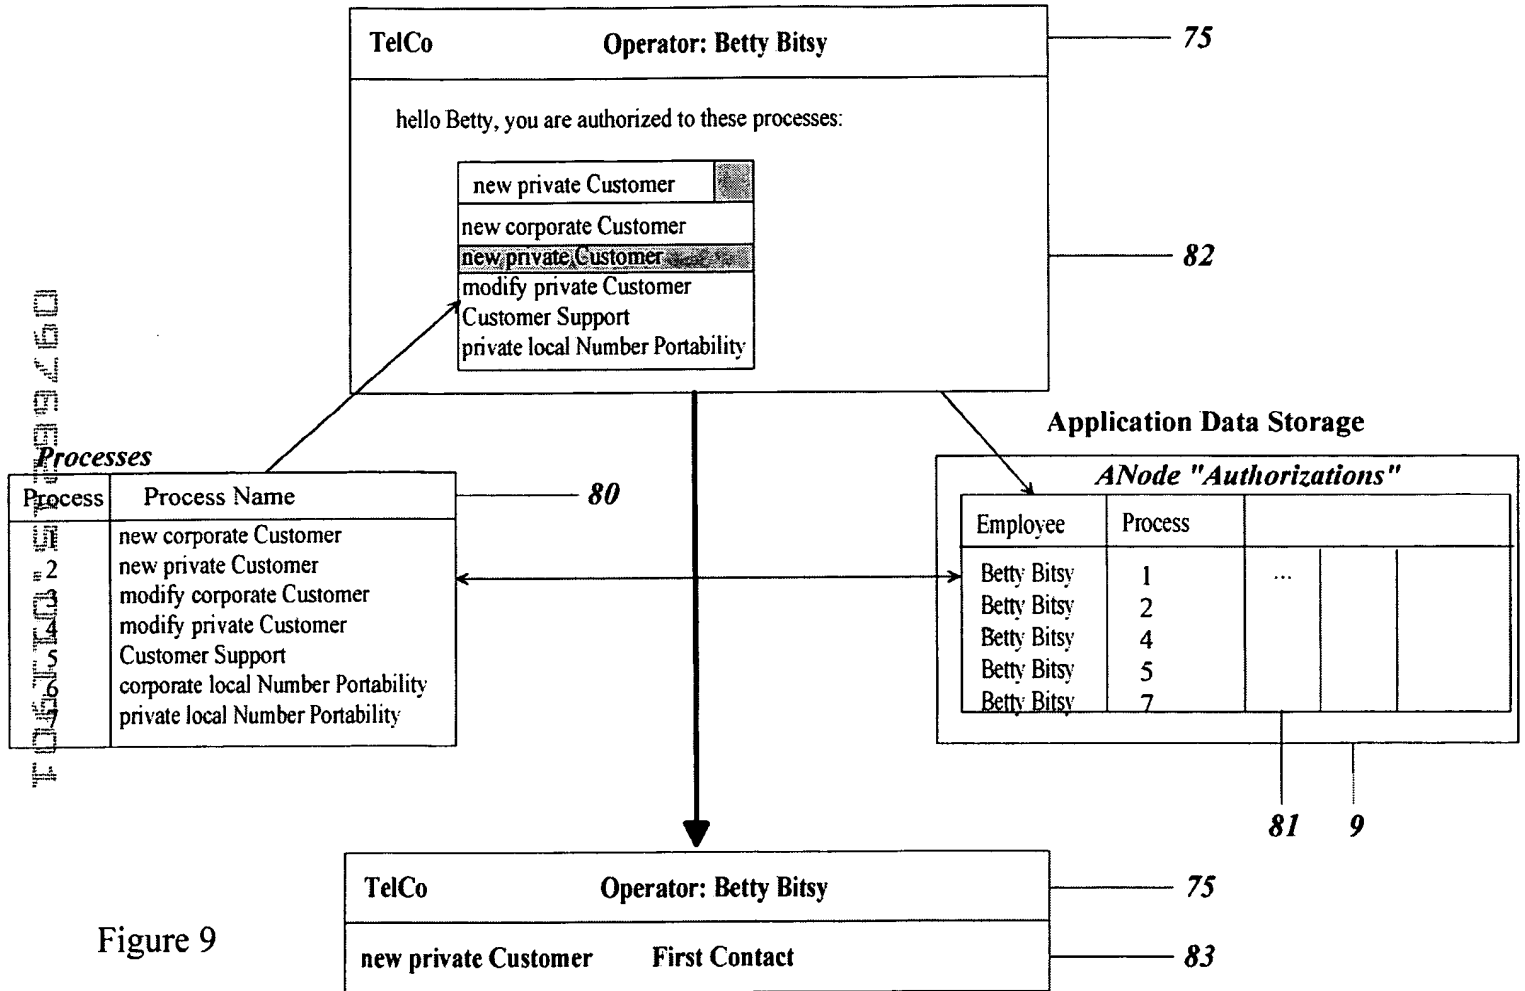 TelCo Operator: Betty Bitsy 75
hello Betty, you are authorized to these processes:
new private Customer
new corporate Customer
new private Customer
modify private Customer
Customer Support
private local Number Portability
82
Processes
Process Process Name
80
1 new corporate Customer
2 new private Customer
3 modify corporate Customer
4 modify private Customer
5 Customer Support
6 corporate local Number Portability
7 private local Number Portability
Application Data Storage
ANode "Authorizations"
Employee Process
Betty Bitsy 1 ...
Betty Bitsy 2
Betty Bitsy 4
Betty Bitsy 5
Betty Bitsy 7
81 9
TelCo Operator: Betty Bitsy 75
new private Customer First Contact 83
Figure 9